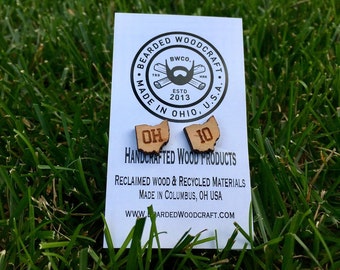 BEARDED WOODCRAFT
BWCO.
ESTD
2013
MADE IN OHIO, U.S.A.
OH IO
Handcrafted Wood Products
Reclaimed wood & Recycled Materials
Made in Columbus, OH USA
www.BeardedWoodcraft.com